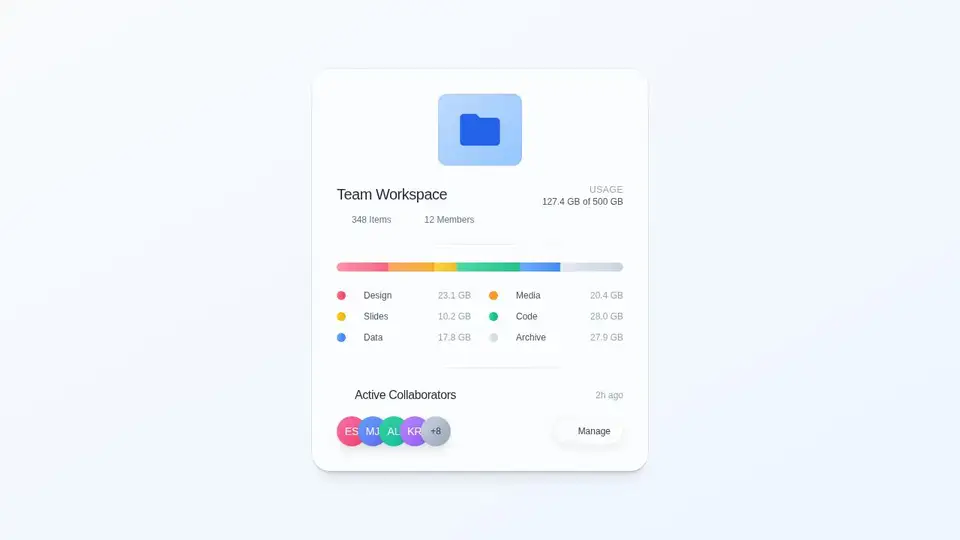 Team Workspace
USAGE
127.4 GB of 500 GB
348 Items 12 Members
Design 23.1 GB Media 20.4 GB
Slides 10.2 GB Code 28.0 GB
Data 17.8 GB Archive 27.9 GB
Active Collaborators 2h ago
ES MJ AL KR +8 Manage